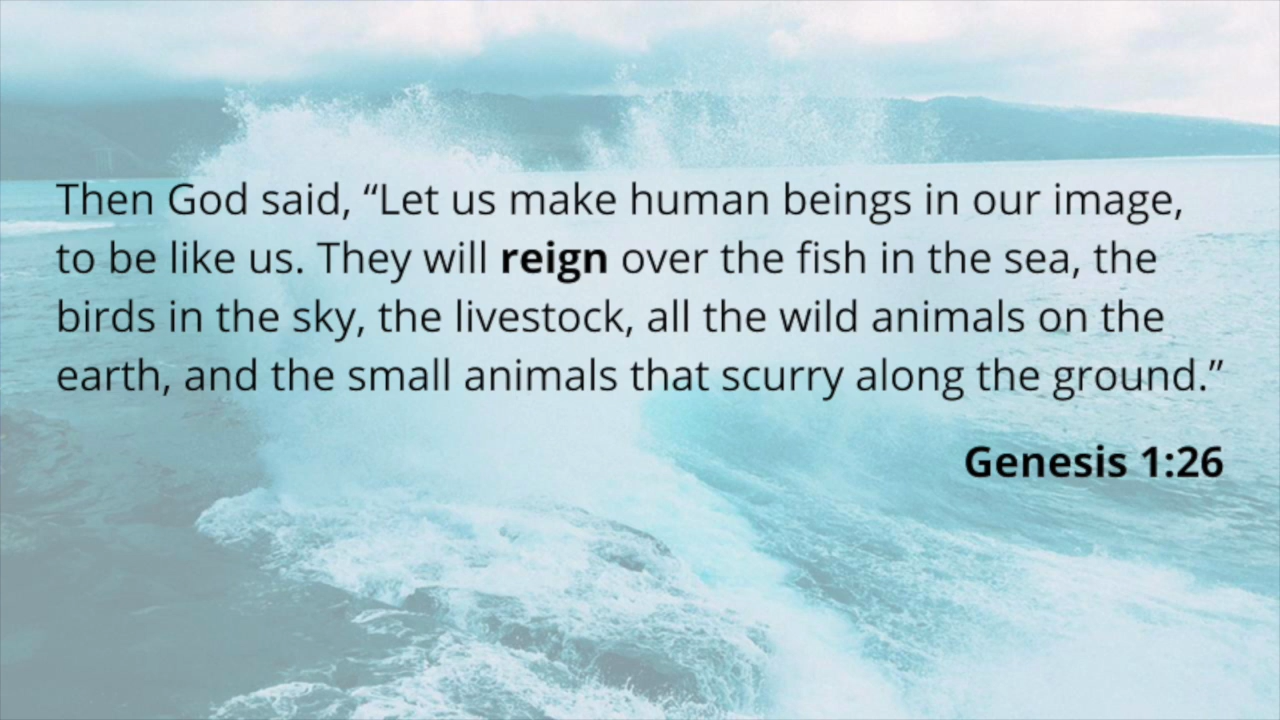 Then God said, “Let us make human beings in our image,
to be like us. They will reign over the fish in the sea, the
birds in the sky, the livestock, all the wild animals on the
earth, and the small animals that scurry along the ground.”
Genesis 1:26